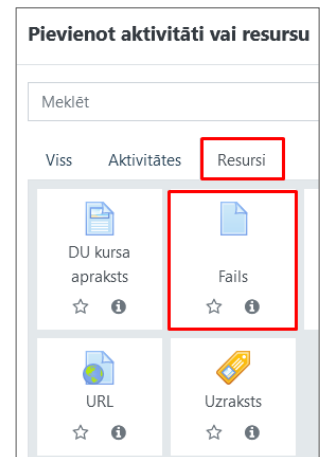 Pievienot aktivitāti vai resursu
Meklēt
Viss Aktivitātes Resursi
DU kursa
apraksts
Fails
URL
Uzraksts